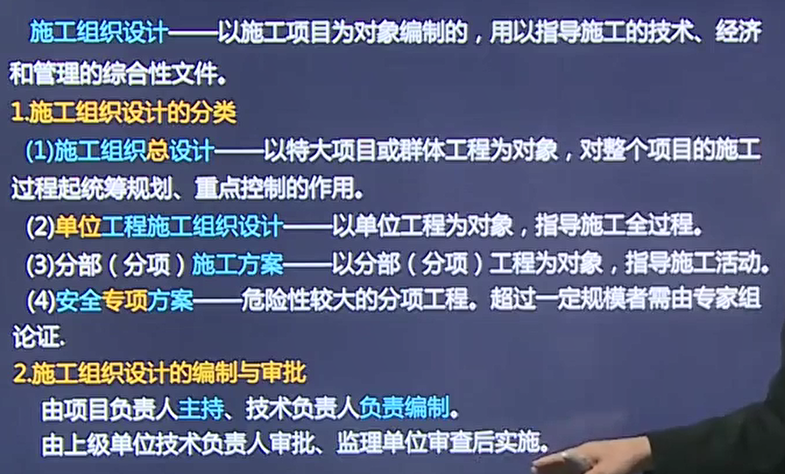 施工组织设计——以施工项目为对象编制的，用以指导施工的技术、经济
和管理的综合性文件。
1.施工组织设计的分类
(1)施工组织总设计——以特大项目或群体工程为对象，对整个项目的施工
过程起统筹规划、重点控制的作用。
(2)单位工程施工组织设计——以单位工程为对象，指导施工全过程。
(3)分部（分项）施工方案——以分部（分项）工程为对象，指导施工活动。
(4)安全专项方案——危险性较大的分项工程。超过一定规模者需由专家组
论证.
2.施工组织设计的编制与审批
由项目负责人主持、技术负责人负责编制。
由上级单位技术负责人审批、监理单位审查后实施。